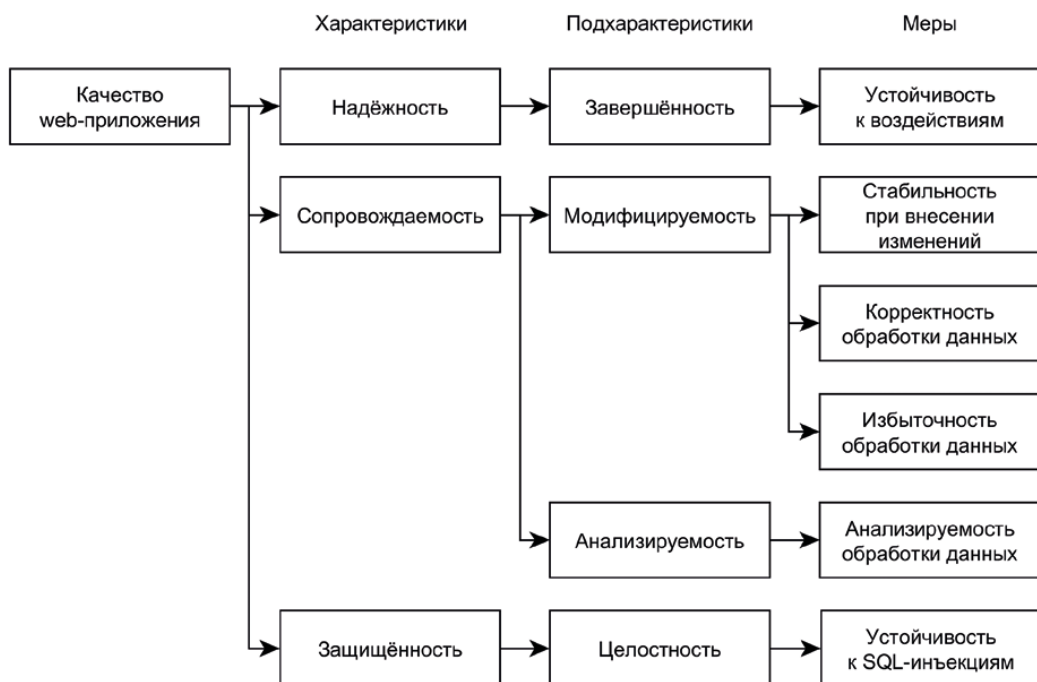 Характеристики
Подхарактеристики
Меры
Качество
web-приложения
Надёжность
Завершённость
Устойчивость
к воздействиям
Сопровождаемость
Модифицируемость
Стабильность
при внесении
изменений
Корректность
обработки данных
Избыточность
обработки данных
Анализируемость
Анализируемость
обработки данных
Защищённость
Целостность
Устойчивость
к SQL-инъекциям